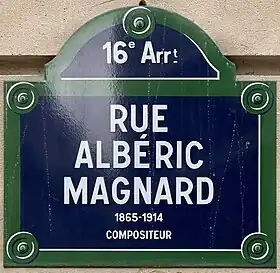 16e Arrt
RUE
ALBÉRIC
MAGNARD
1865-1914
COMPOSITEUR